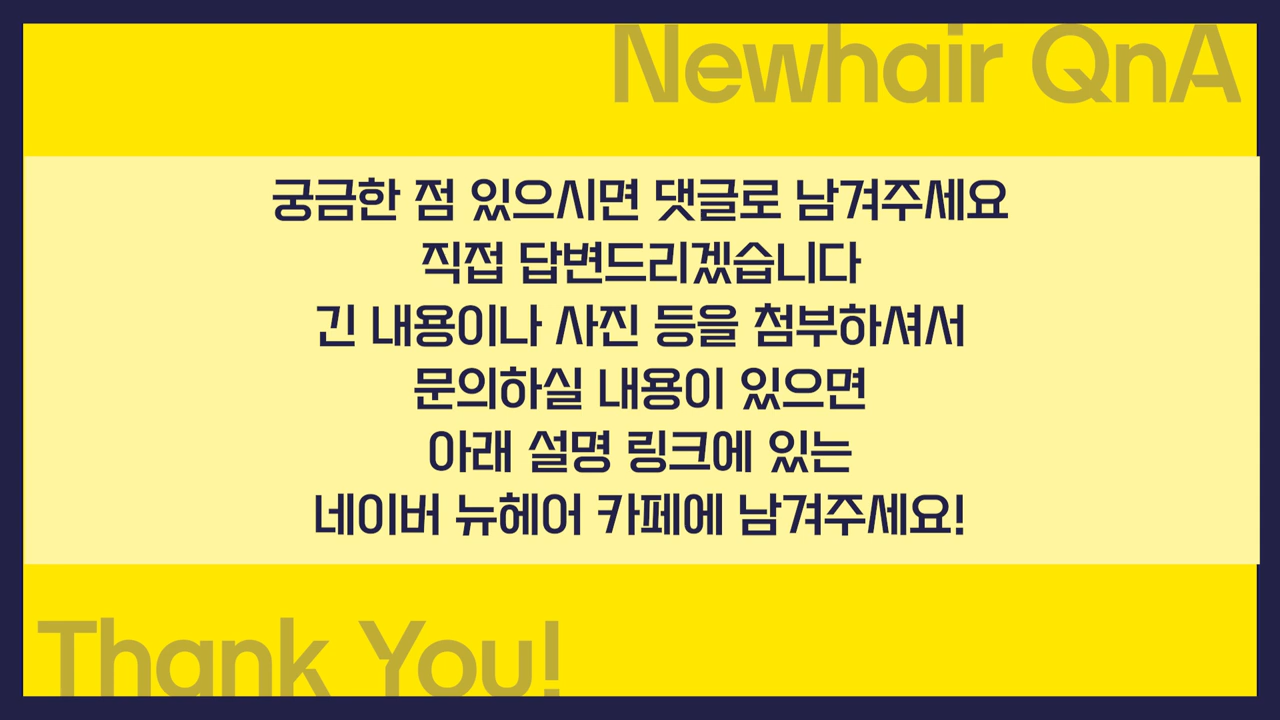 Newhair QnA
궁금한 점 있으시면 댓글로 남겨주세요
직접 답변드리겠습니다
긴 내용이나 사진 등을 첨부하셔서
문의하실 내용이 있으면
아래 설명 링크에 있는
네이버 뉴헤어 카페에 남겨주세요!
Thank You!